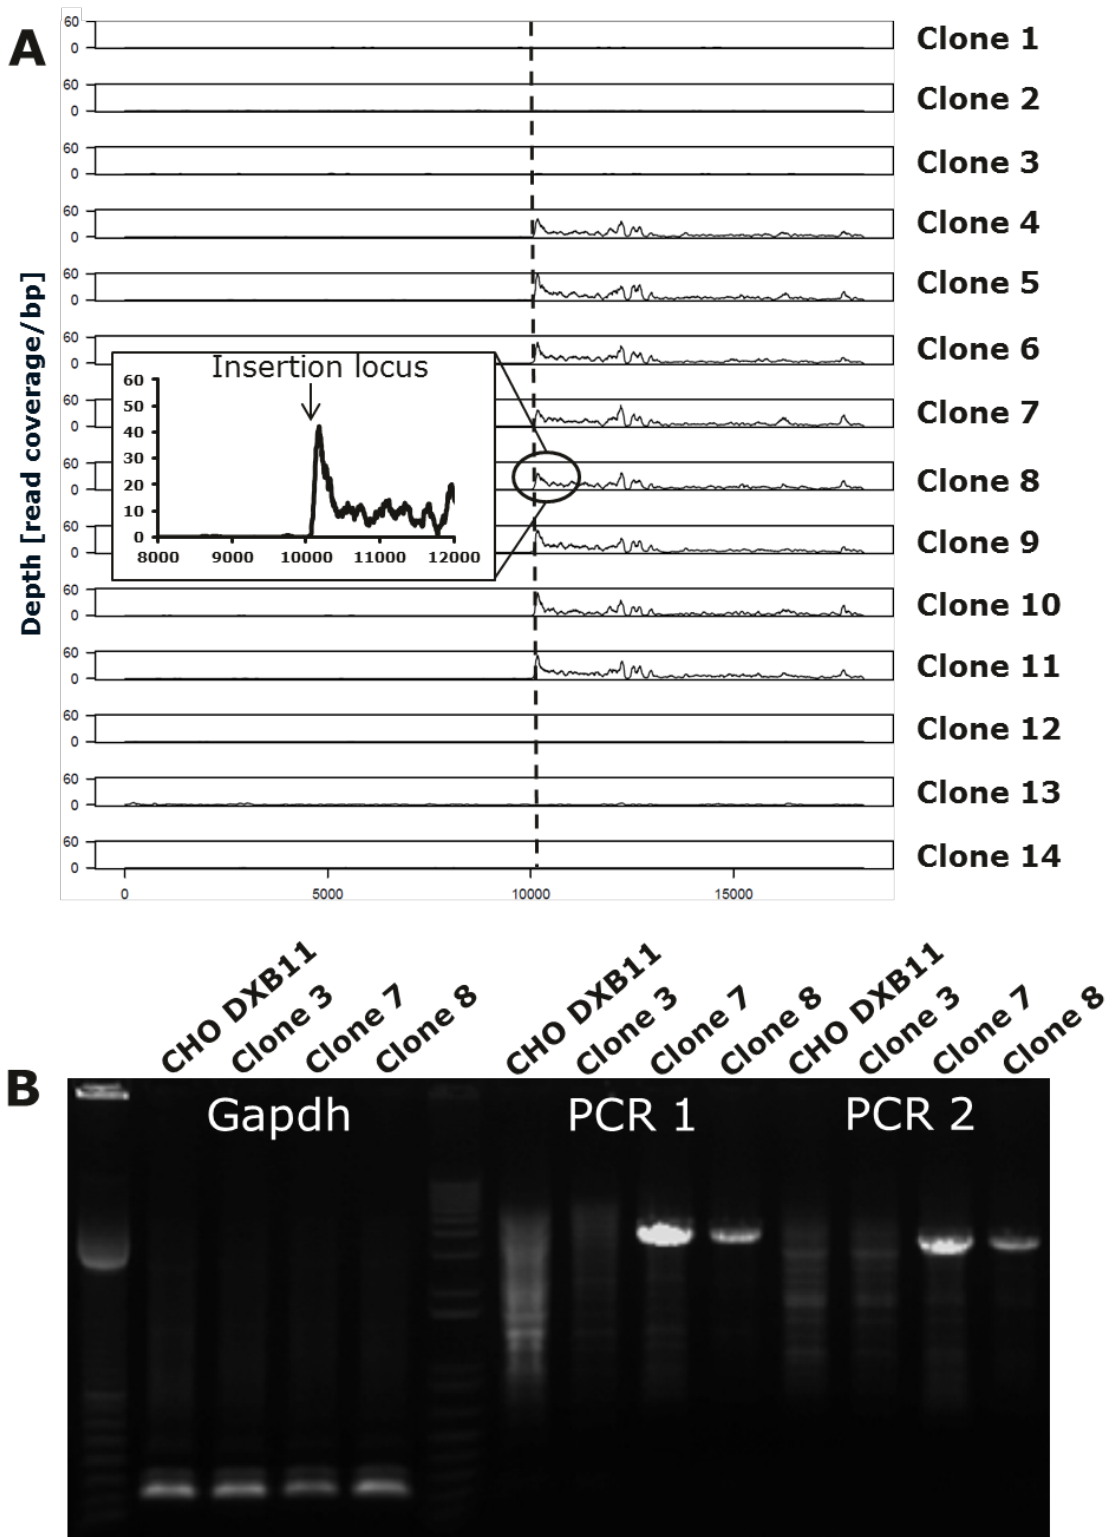 A
60
0
Clone 1
60
0
Clone 2
60
0
Clone 3
60
0
Clone 4
60
0
Clone 5
60
0
Clone 6
60
0
Clone 7
60
0
Clone 8
60
0
Clone 9
60
0
Clone 10
60
0
Clone 11
60
0
Clone 12
60
0
Clone 13
60
0
Clone 14
Depth [read coverage/bp]
Insertion locus
60
50
40
30
20
10
0
8000 9000 10000 11000 12000
0 5000 10000 15000
CHO DXB11 Clone 3 Clone 7 Clone 8 CHO DXB11 Clone 3 Clone 7 Clone 8 CHO DXB11 Clone 3 Clone 7 Clone 8
B
Gapdh PCR 1 PCR 2